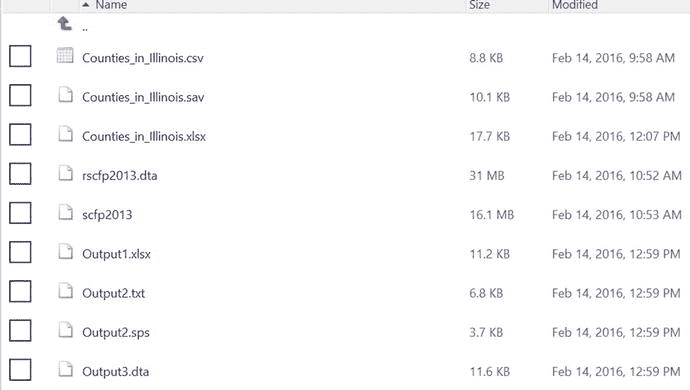 Name Size Modified
..
Counties_in_Illinois.csv 8.8 KB Feb 14, 2016, 9:58 AM
Counties_in_Illinois.sav 10.1 KB Feb 14, 2016, 9:58 AM
Counties_in_Illinois.xlsx 17.7 KB Feb 14, 2016, 12:07 PM
rscfp2013.dta 31 MB Feb 14, 2016, 10:52 AM
scfp2013 16.1 MB Feb 14, 2016, 10:53 AM
Output1.xlsx 11.2 KB Feb 14, 2016, 12:59 PM
Output2.txt 6.8 KB Feb 14, 2016, 12:59 PM
Output2.sps 3.7 KB Feb 14, 2016, 12:59 PM
Output3.dta 11.6 KB Feb 14, 2016, 12:59 PM